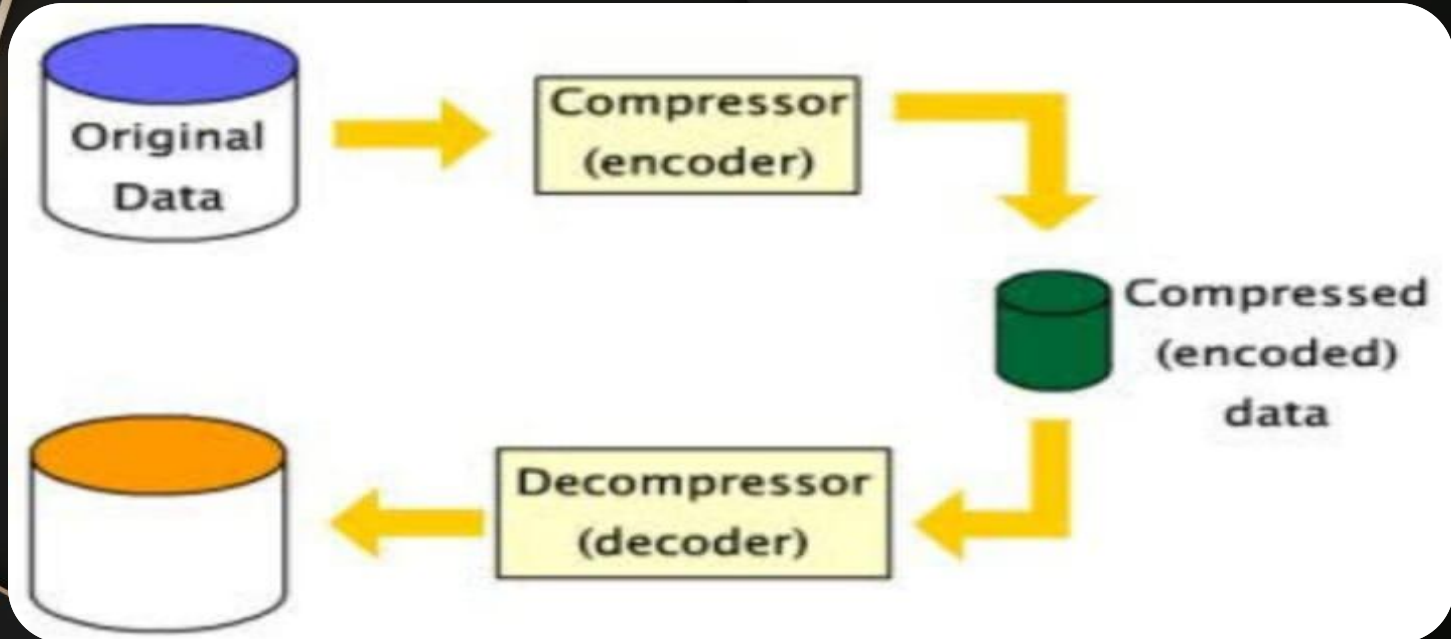 Original
Data
Compressor
(encoder)
Compressed
(encoded)
data
Decompressor
(decoder)